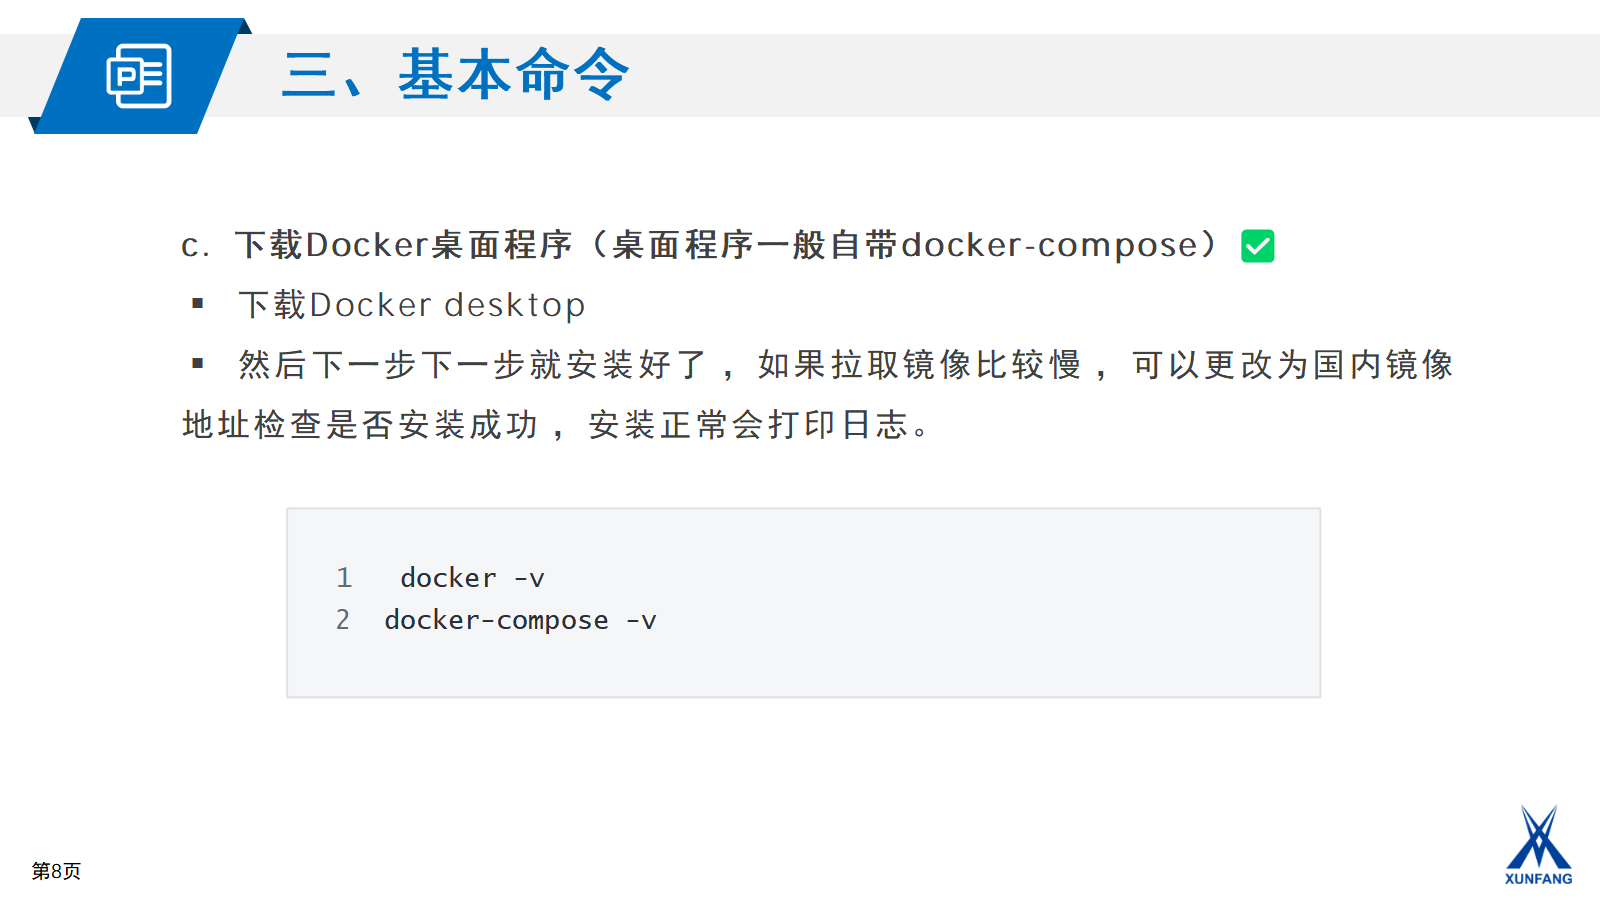 三、基本命令
c. 下载Docker桌面程序（桌面程序一般自带docker-compose）✅
▪ 下载Docker desktop
▪ 然后下一步下一步就安装好了，如果拉取镜像比较慢，可以更改为国内镜像
地址检查是否安装成功，安装正常会打印日志。
1 docker -v
2 docker-compose -v
第8页
XUNFANG